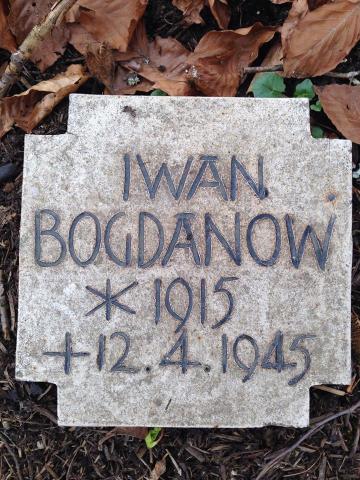 IWAN
BOGDANOW
* 1915
+ 12.4.1945